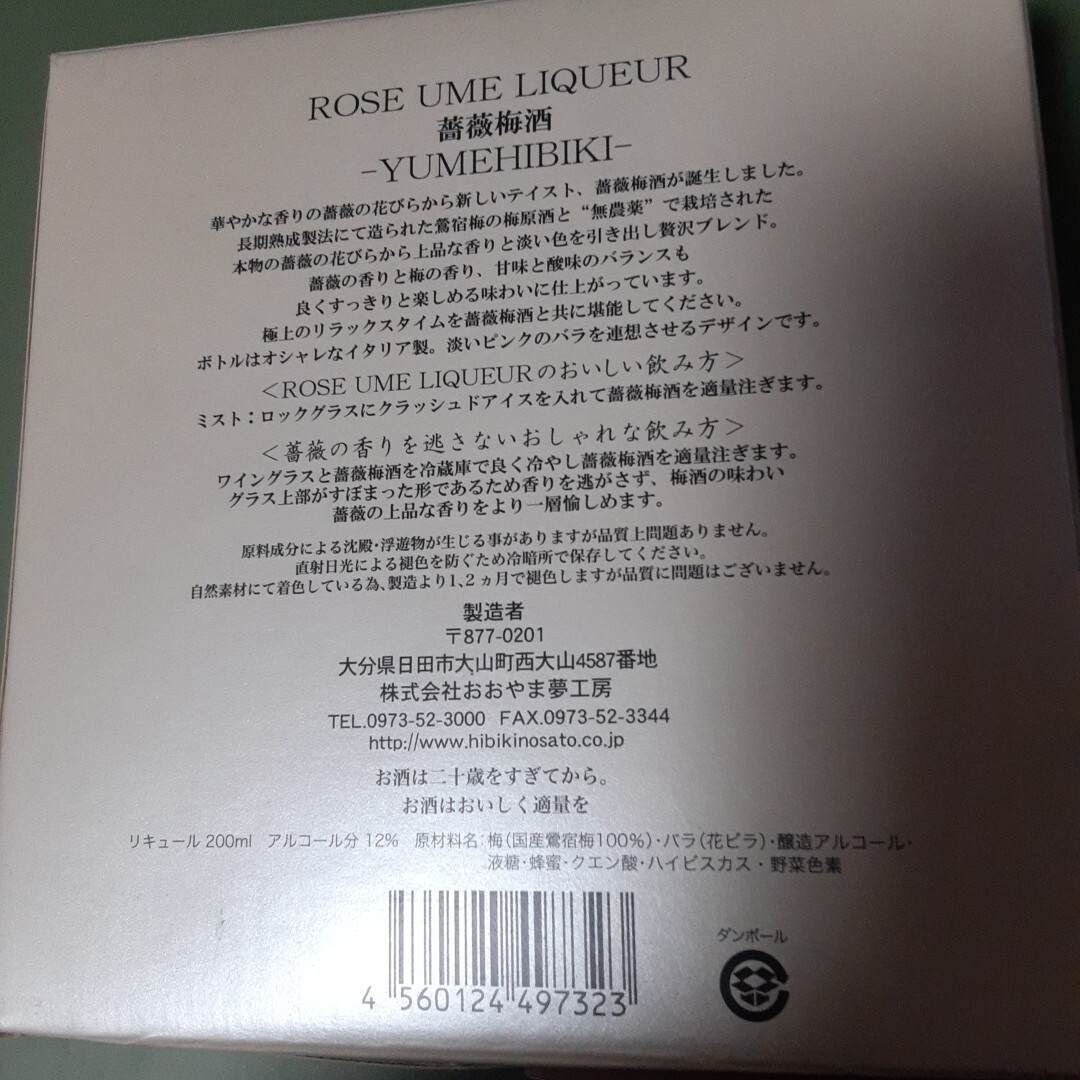 ROSE UME LIQUEUR
薔薇梅酒
-YUMEHIBIKI-
華やかな香りの薔薇の花びらから新しいテイスト、薔薇梅酒が誕生しました。
長期熟成製法にて造られた鶯宿梅の梅原酒と“無農薬”で栽培された
本物の薔薇の花びらから上品な香りと淡い色を引き出し贅沢ブレンド。
薔薇の香りと梅の香り、甘味と酸味のバランスも
良くすっきりと楽しめる味わいに仕上がっています。
極上のリラックスタイムを薔薇梅酒と共に堪能してください。
ボトルはオシャレなイタリア製。淡いピンクのバラを連想させるデザインです。
＜ROSE UME LIQUEURのおいしい飲み方＞
ミスト：ロックグラスにクラッシュドアイスを入れて薔薇梅酒を適量注ぎます。
＜薔薇の香りを逃さないおしゃれな飲み方＞
ワイングラスと薔薇梅酒を冷蔵庫で良く冷やし薔薇梅酒を適量注ぎます。
グラス上部がすぼまった形であるため香りを逃がさず、梅酒の味わい
薔薇の上品な香りをより一層愉しめます。
原料成分による沈殿・浮遊物が生じる事がありますが品質上問題ありません。
直射日光による褪色を防ぐため冷暗所で保存してください。
自然素材にて着色している為、製造より1、2ヵ月で褪色しますが品質に問題はございません。
製造者
〒877-0201
大分県日田市大山町西大山4587番地
株式会社おおやま夢工房
TEL.0973-52-3000 FAX.0973-52-3344
http://www.hibikinosato.co.jp
お酒は二十歳をすぎてから。
お酒はおいしく適量を
リキュール 200ml アルコール分 12% 原材料名：梅（国産鶯宿梅100％）・バラ（花ビラ）・醸造アルコール・
液糖・蜂蜜・クエン酸・ハイビスカス・野菜色素
ダンボール
4 560124 497323